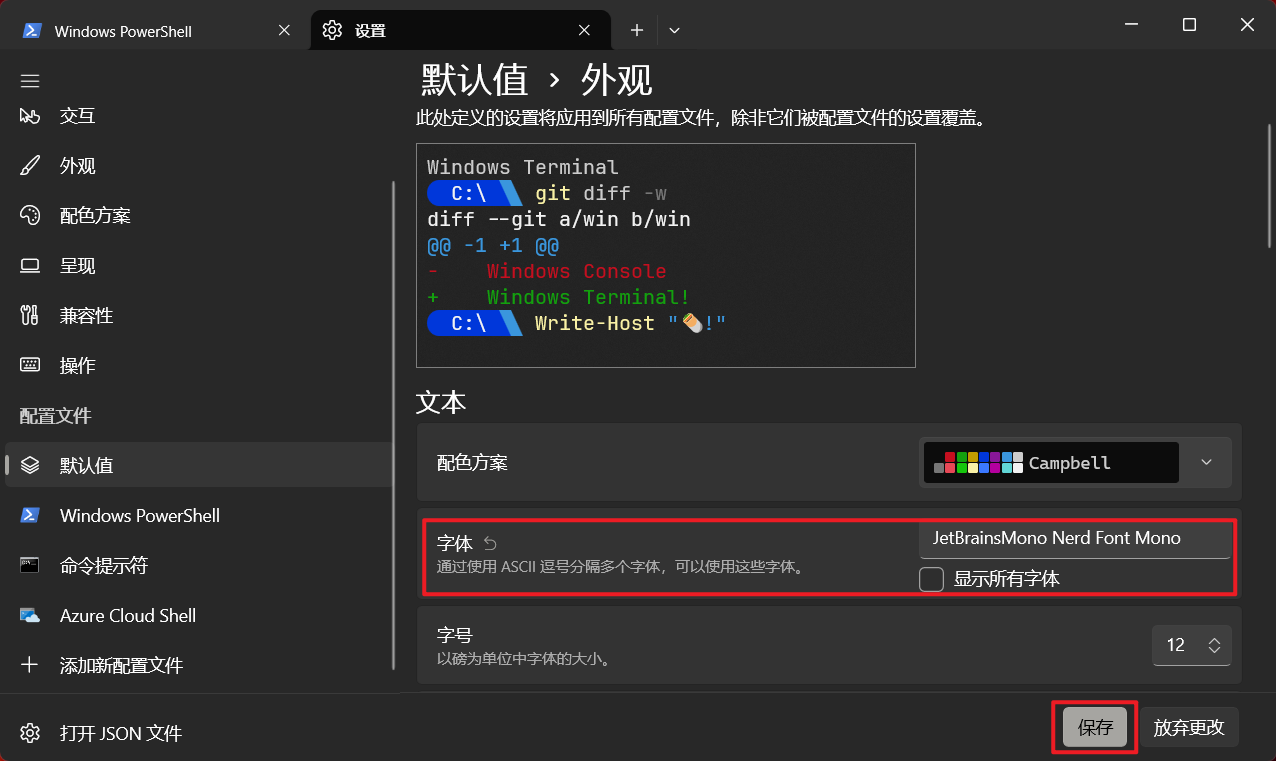 Windows PowerShell
设置
交互
外观
配色方案
呈现
兼容性
操作
配置文件
默认值
Windows PowerShell
命令提示符
Azure Cloud Shell
添加新配置文件
打开 JSON 文件
默认值 › 外观
此处定义的设置将应用到所有配置文件，除非它们被配置文件的设置覆盖。
Windows Terminal
C:\ git diff -w
diff --git a/win b/win
@@ -1 +1 @@
- Windows Console
+ Windows Terminal!
C:\ Write-Host "🌯!"
文本
配色方案
Campbell
字体
通过使用 ASCII 逗号分隔多个字体，可以使用这些字体。
JetBrainsMono Nerd Font Mono
显示所有字体
字号
以磅为单位中字体的大小。
12
保存
放弃更改